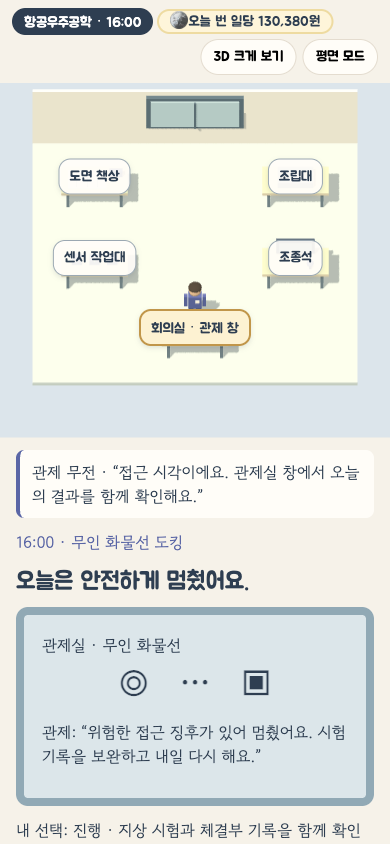 항공우주공학 · 16:00
오늘 번 일당 130,380원
3D 크게 보기
평면 모드
도면 책상
조립대
센서 작업대
조종석
회의실 · 관제 창
관제 무전 · “접근 시각이에요. 관제실 창에서 오늘
의 결과를 함께 확인해요.”
16:00 · 무인 화물선 도킹
오늘은 안전하게 멈췄어요.
관제실 · 무인 화물선
◎ ··· ▣
관제: “위험한 접근 징후가 있어 멈췄어요. 시험
기록을 보완하고 내일 다시 해요.”
내 선택: 진행 · 지상 시험과 체결부 기록을 함께 확인